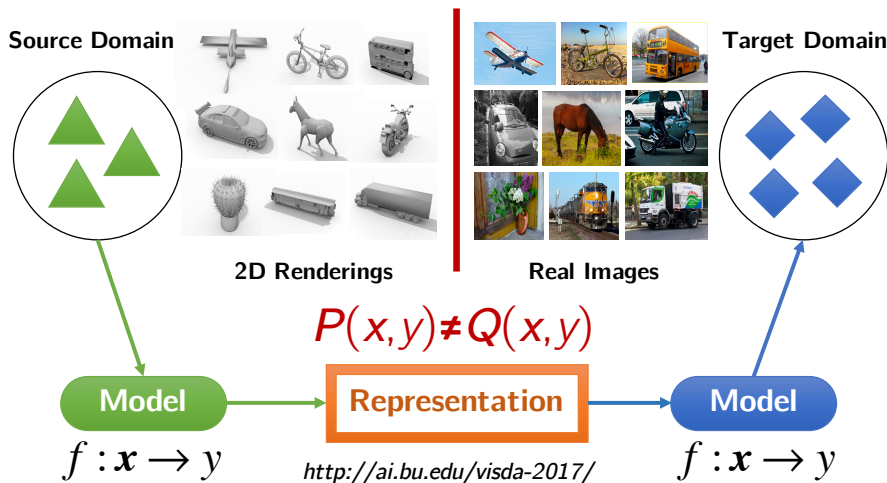 Source Domain
Target Domain
2D Renderings
Real Images
P(x,y)≠Q(x,y)
Model
Representation
Model
f : x → y
f : x → y
http://ai.bu.edu/visda-2017/